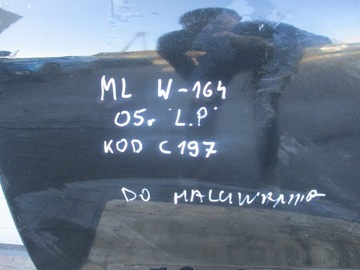 ML W-164
05r "L.P"
KOD C197
DO MALOWANIA